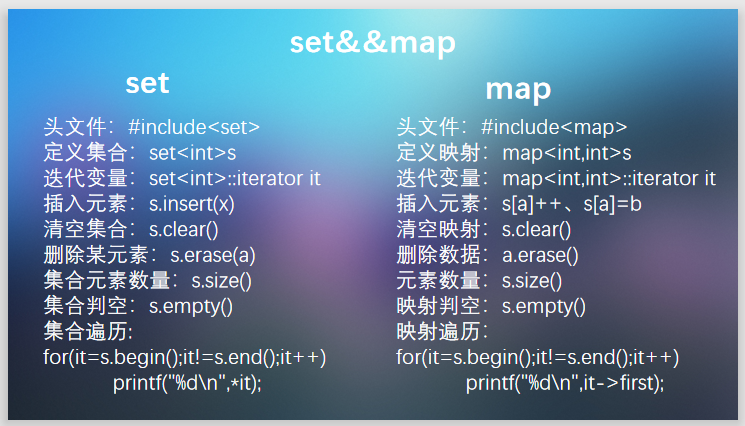 set&&map
set
头文件：#include<set>
定义集合：set<int>s
迭代变量：set<int>::iterator it
插入元素：s.insert(x)
清空集合：s.clear()
删除某元素：s.erase(a)
集合元素数量：s.size()
集合判空：s.empty()
集合遍历:
for(it=s.begin();it!=s.end();it++)
printf("%d\n",*it);
map
头文件：#include<map>
定义映射：map<int,int>s
迭代变量：map<int,int>::iterator it
插入元素：s[a]++、s[a]=b
清空映射：s.clear()
删除数据：a.erase()
元素数量：s.size()
映射判空：s.empty()
映射遍历：
for(it=s.begin();it!=s.end();it++)
printf("%d\n",it->first);